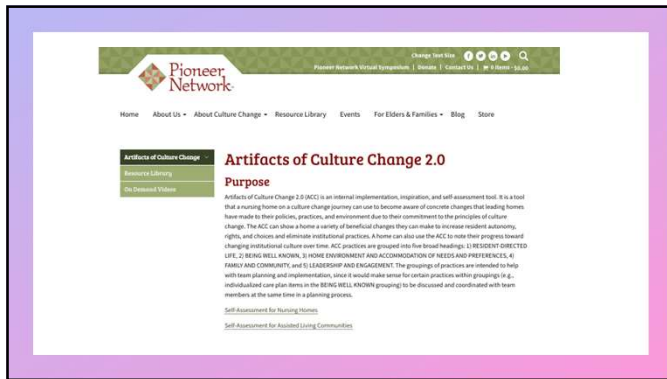 Change Text Size
Pioneer Network Virtual Symposium | Donate | Contact Us | 0 items - $0.00
Pioneer
Network
Home About Us About Culture Change Resource Library Events For Elders & Families Blog Store
Artifacts of Culture Change
Resource Library
On Demand Videos
Artifacts of Culture Change 2.0
Purpose
Artifacts of Culture Change 2.0 (ACC) is an internal implementation, inspiration, and self-assessment tool. It is a tool
that a nursing home on a culture change journey can use to become aware of concrete changes that leading homes
have made to their policies, practices, and environment due to their commitment to the principles of culture
change. The ACC can show a home a variety of beneficial changes they can make to increase resident autonomy,
rights, and choices and eliminate institutional practices. A home can also use the ACC to note their progress toward
changing institutional culture over time. ACC practices are grouped into five broad headings: 1) RESIDENT-DIRECTED
LIFE, 2) BEING WELL KNOWN, 3) HOME ENVIRONMENT AND ACCOMMODATION OF NEEDS AND PREFERENCES, 4)
FAMILY AND COMMUNITY, and 5) LEADERSHIP AND ENGAGEMENT. The groupings of practices are intended to help
with team planning and implementation, since it would make sense for certain practices within groupings (e.g.,
individualized care plan items in the BEING WELL KNOWN grouping) to be discussed and coordinated with team
members at the same time in a planning process.
Self-Assessment for Nursing Homes
Self-Assessment for Assisted Living Communities